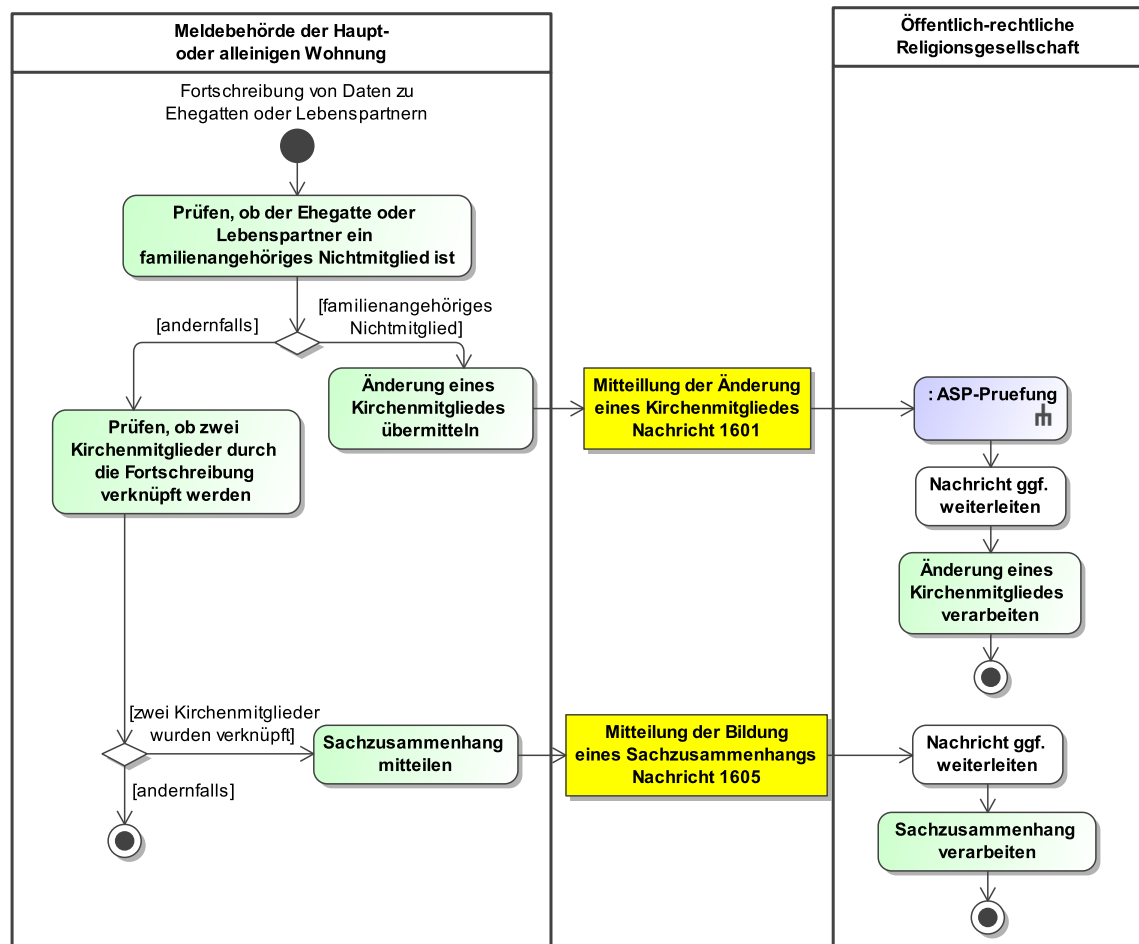 Meldebehörde der Haupt-
oder alleinigen Wohnung
Öffentlich-rechtliche
Religionsgesellschaft
Fortschreibung von Daten zu
Ehegatten oder Lebenspartnern
Prüfen, ob der Ehegatte oder
Lebenspartner ein
familienangehöriges Nichtmitglied ist
[andernfalls]
[familienangehöriges
Nichtmitglied]
Änderung eines
Kirchenmitgliedes
übermitteln
Mitteillung der Änderung
eines Kirchenmitgliedes
Nachricht 1601
: ASP-Pruefung
Prüfen, ob zwei
Kirchenmitglieder durch
die Fortschreibung
verknüpft werden
Nachricht ggf.
weiterleiten
Änderung eines
Kirchenmitgliedes
verarbeiten
[zwei Kirchenmitglieder
wurden verknüpft]
Sachzusammenhang
mitteilen
Mitteilung der Bildung
eines Sachzusammenhangs
Nachricht 1605
Nachricht ggf.
weiterleiten
[andernfalls]
Sachzusammenhang
verarbeiten